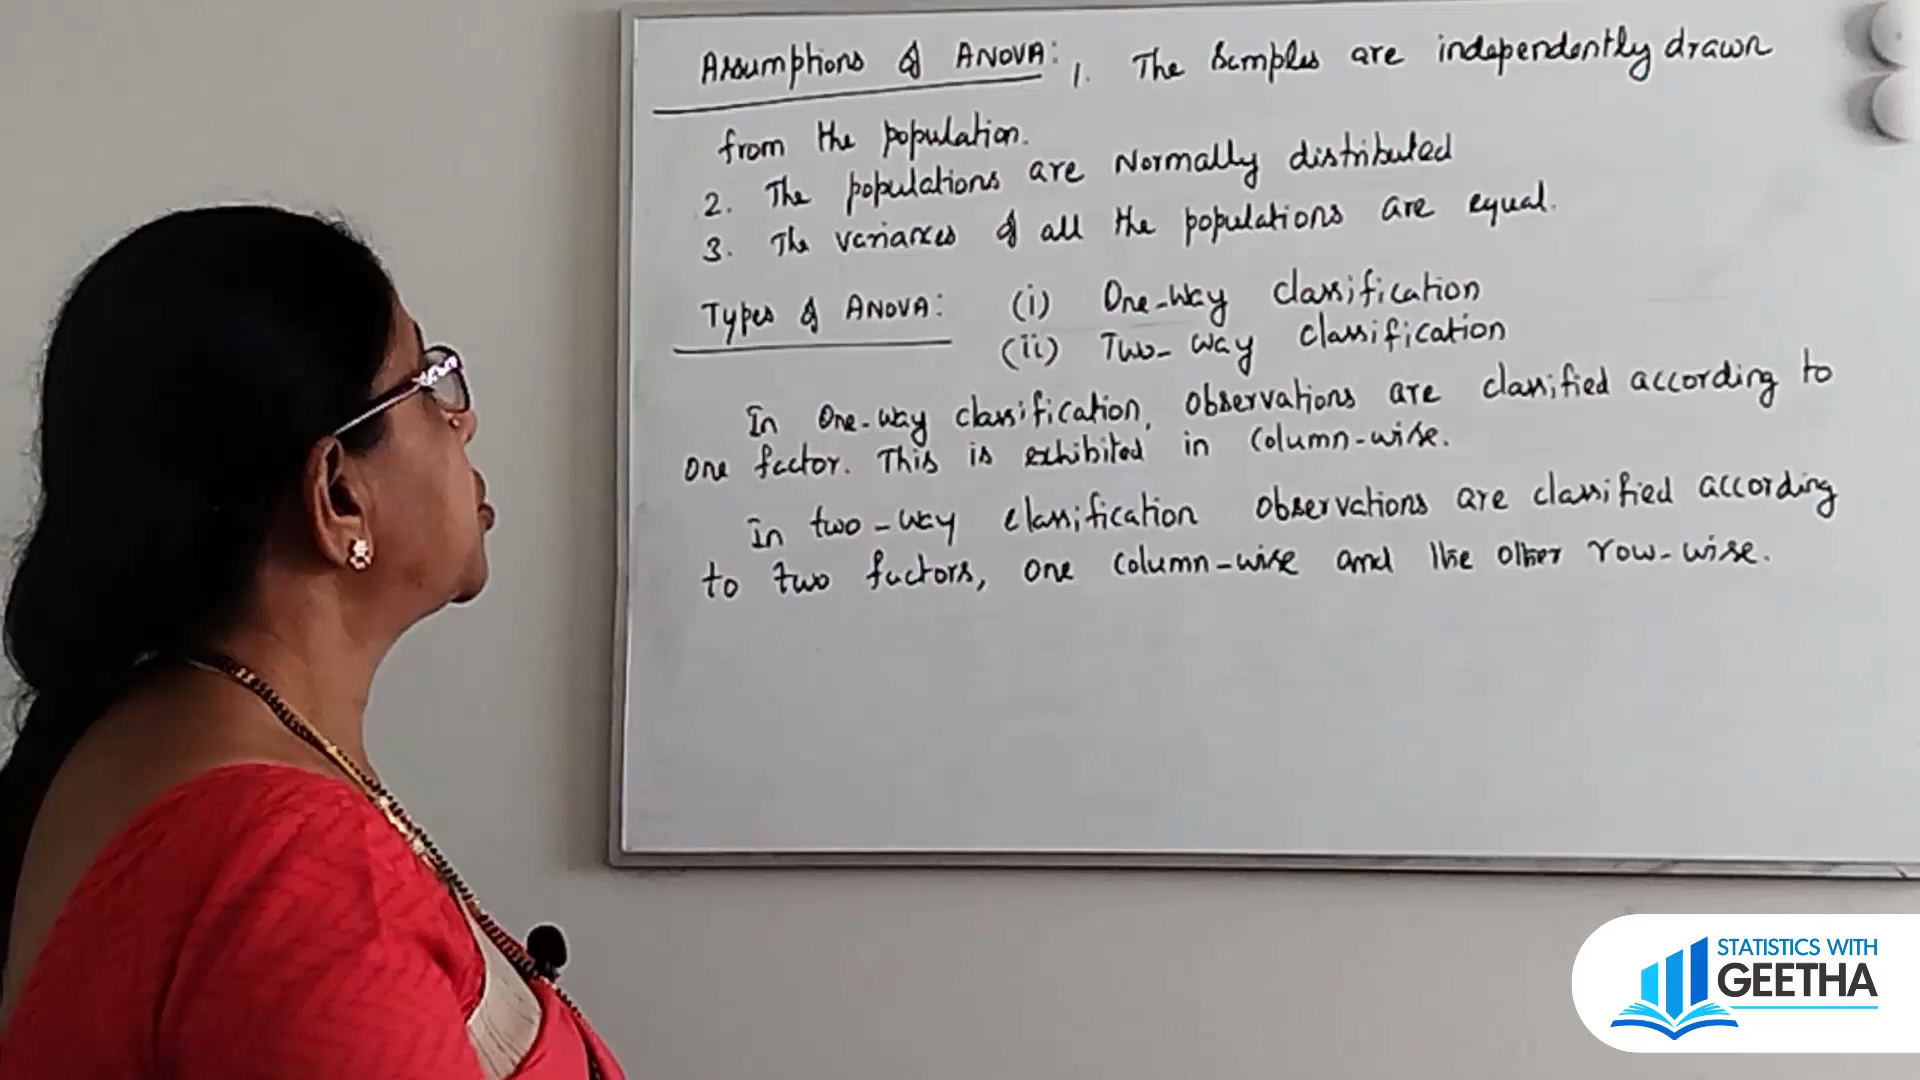 Assumptions of ANOVA: 1. The Samples are independently drawn
from the population.
2. The populations are Normally distributed
3. The variances of all the populations are equal.
Types of ANOVA: (i) One-Way classification
(ii) Two-Way classification
In One-way classification, Observations are classified according to
One factor. This is exhibited in Column-wise.
In two-way classification observations are classified according
to two factors, one column-wise and the other row-wise.
STATISTICS WITH
GEETHA